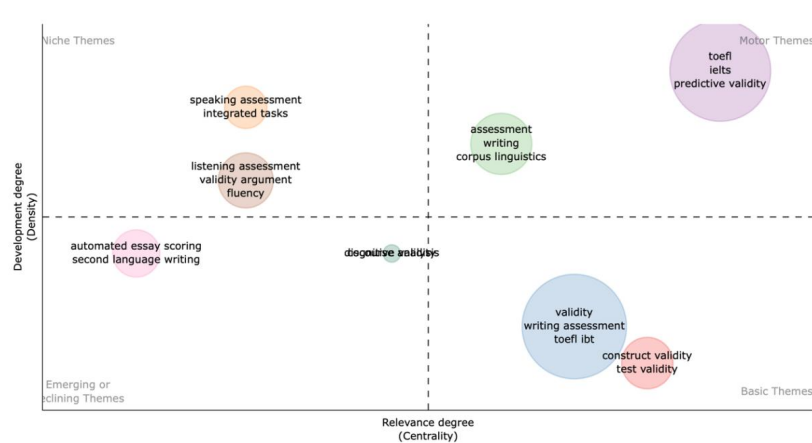 Niche Themes
Motor Themes
toefl
ielts
predictive validity
speaking assessment
integrated tasks
assessment
writing
corpus linguistics
listening assessment
validity argument
fluency
Development degree
(Density)
automated essay scoring
second language writing
validity
writing assessment
toefl ibt
construct validity
test validity
Emerging or
eclining Themes
Basic Themes
Relevance degree
(Centrality)